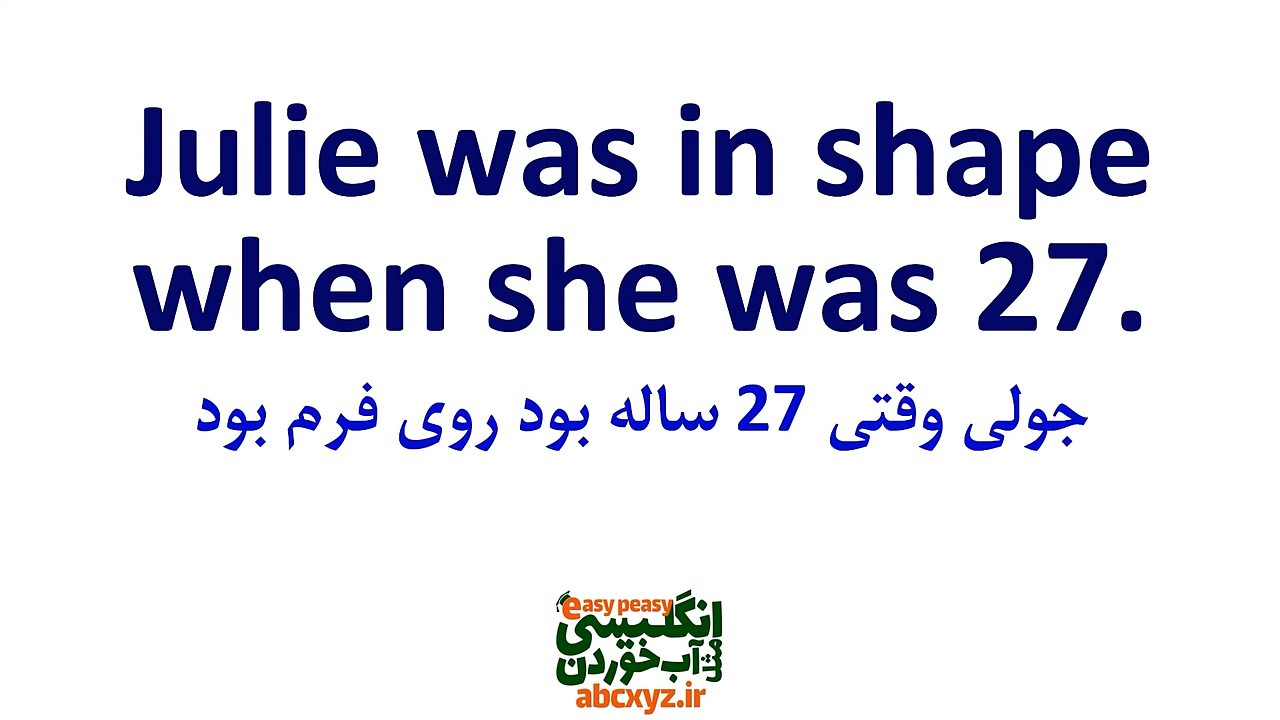 Julie was in shape
when she was 27.
جولی وقتی 27 ساله بود روی فرم بود
easy peasy
انگلیسی
مثل آب خوردن
abcxyz.ir